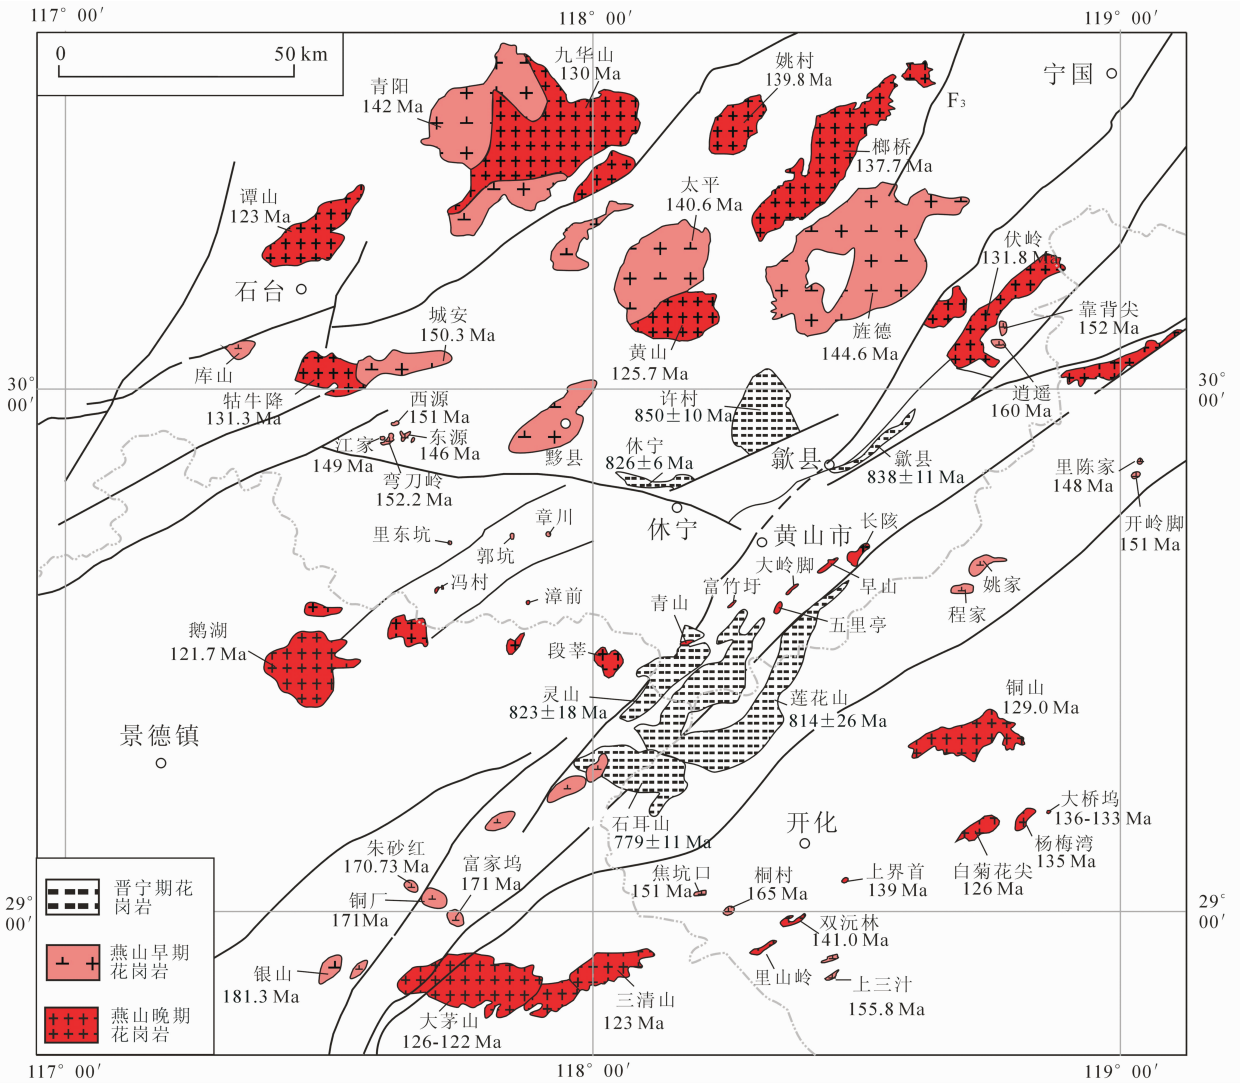 117° 00′
118° 00′
119° 00′
0
50 km
九华山
130 Ma
青阳
142 Ma
姚村
139.8 Ma
宁国
F₃
榔桥
137.7 Ma
谭山
123 Ma
太平
140.6 Ma
伏岭
131.8 Ma
石台
城安
150.3 Ma
靠背尖
152 Ma
旌德
144.6 Ma
黄山
125.7 Ma
库山
30°
00′
30°
00′
牯牛降
131.3 Ma
西源
151 Ma
许村
850±10 Ma
逍遥
160 Ma
江家
149 Ma
东源
146 Ma
黟县
休宁
826±6 Ma
歙县
歙县
838±11 Ma
里陈家
148 Ma
弯刀岭
152.2 Ma
开岭脚
151 Ma
里东坑
章川
郭坑
休宁
黄山市
长陔
冯村
漳前
大岭脚
早山
姚家
程家
富竹圩
青山
五里亭
鹅湖
121.7 Ma
段莘
灵山
823±18 Ma
莲花山
814±26 Ma
铜山
129.0 Ma
景德镇
石耳山
779±11 Ma
开化
大桥坞
136-133 Ma
杨梅湾
135 Ma
白菊花尖
126 Ma
朱砂红
170.73 Ma
富家坞
171 Ma
焦坑口
151 Ma
桐村
165 Ma
上界首
139 Ma
铜厂
171Ma
29°
00′
29°
00′
双沅林
141.0 Ma
里山岭
上三汁
155.8 Ma
银山
181.3 Ma
三清山
123 Ma
大茅山
126-122 Ma
晋宁期花
岗岩
燕山早期
花岗岩
燕山晚期
花岗岩
117° 00′
118° 00′
119° 00′